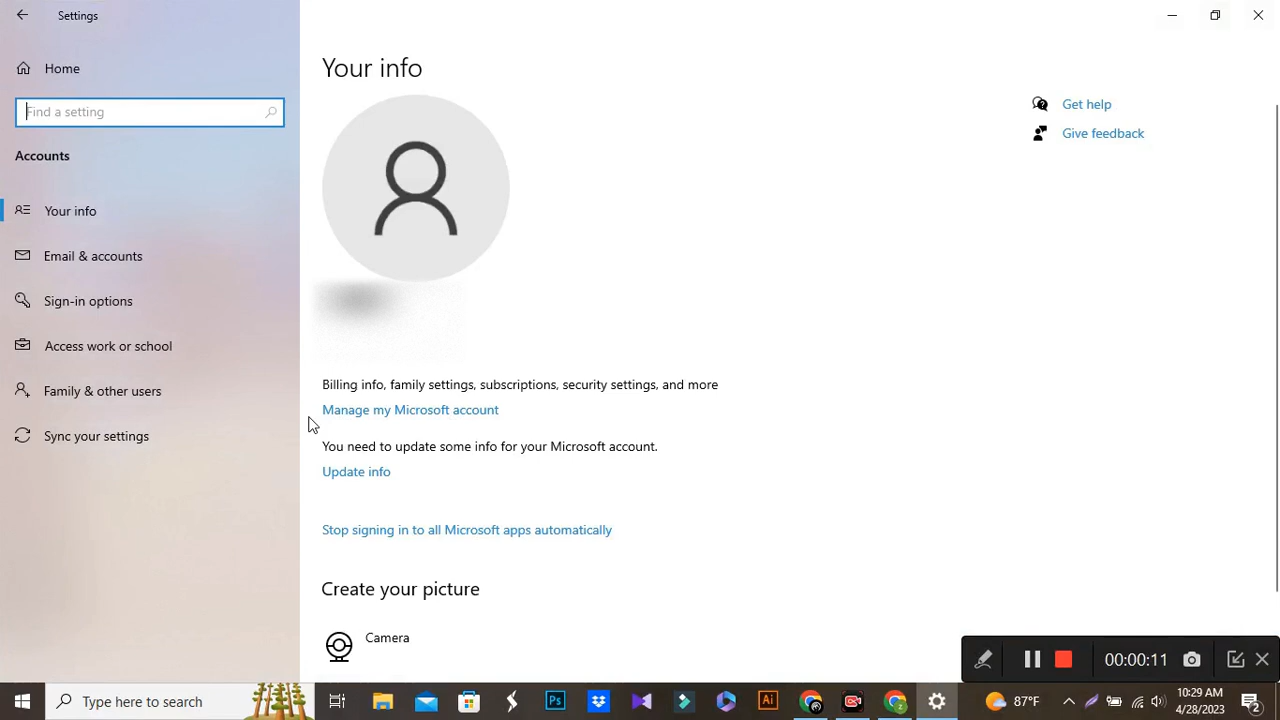 Settings
Home
Find a setting
Accounts
Your info
Email & accounts
Sign-in options
Access work or school
Family & other users
Sync your settings
Your info
Get help
Give feedback
Billing info, family settings, subscriptions, security settings, and more
Manage my Microsoft account
You need to update some info for your Microsoft account.
Update info
Stop signing in to all Microsoft apps automatically
Create your picture
Camera
00:00:11
Type here to search
Ps
Ai
87°F
10:29 AM
4/28/2023
2